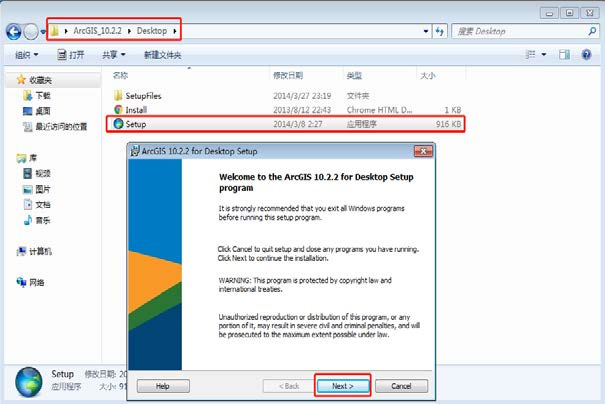 ArcGIS_10.2.2 Desktop
搜索 Desktop
组织 打开 共享 新建文件夹
名称 修改日期 类型 大小
收藏夹
下载
桌面
最近访问的位置
库
视频
图片
文档
音乐
计算机
网络
SetupFiles 2014/3/27 23:19 文件夹
Install 2013/8/12 22:43 Chrome HTML D... 1 KB
Setup 2014/3/8 2:27 应用程序 916 KB
ArcGIS 10.2.2 for Desktop Setup
Welcome to the ArcGIS 10.2.2 for Desktop Setup
program
It is strongly recommended that you exit all Windows programs
before running this setup program.
Click Cancel to quit setup and close any programs you have running.
Click Next to continue the installation.
WARNING: This program is protected by copyright law and
international treaties.
Unauthorized reproduction or distribution of this program, or any
portion of it, may result in severe civil and criminal penalties, and will
be prosecuted to the maximum extent possible under law.
Help < Back Next > Cancel
Setup 修改日期: 20
应用程序 大小: 91